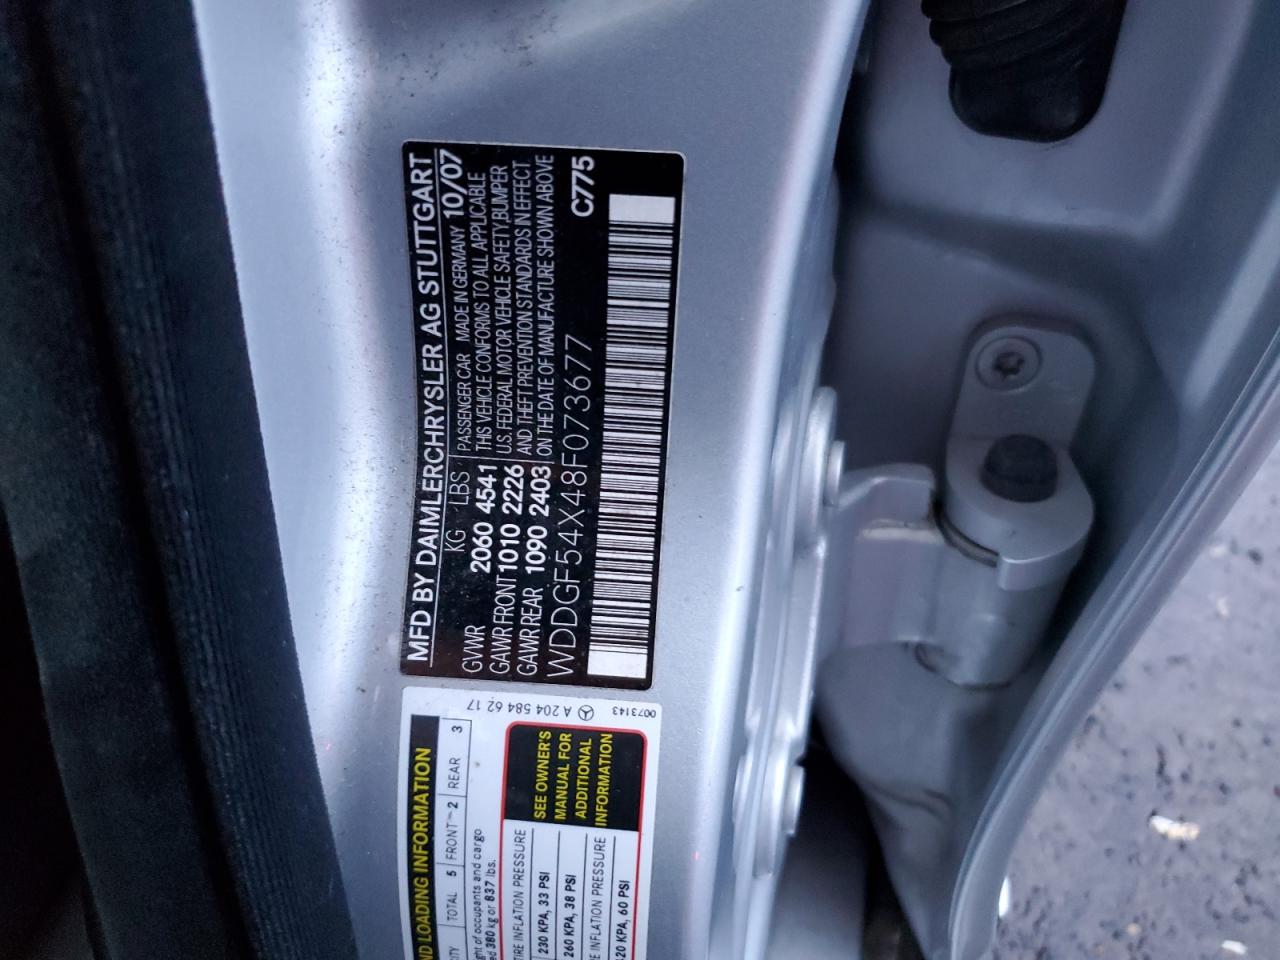 MFD BY DAIMLERCHRYSLER AG STUTTGART
KG LBS PASSENGER CAR MADE IN GERMANY 10/07
GVWR 2060 4541 THIS VEHICLE CONFORMS TO ALL APPLICABLE
GAWR FRONT 1010 2226 U.S. FEDERAL MOTOR VEHICLE SAFETY, BUMPER
GAWR REAR 1090 2403 AND THEFT PREVENTION STANDARDS IN EFFECT
ON THE DATE OF MANUFACTURE SHOWN ABOVE
WDDGF54X48F073677 C775
A 204 584 62 17
0073143
LOADING INFORMATION
TOTAL 5 FRONT 2 REAR 3
of occupants and cargo
380 kg or 837 lbs.
SEE OWNER'S
MANUAL FOR
ADDITIONAL
INFORMATION
INFLATION PRESSURE
230 KPA, 33 PSI
260 KPA, 38 PSI
INFLATION PRESSURE
420 KPA, 60 PSI